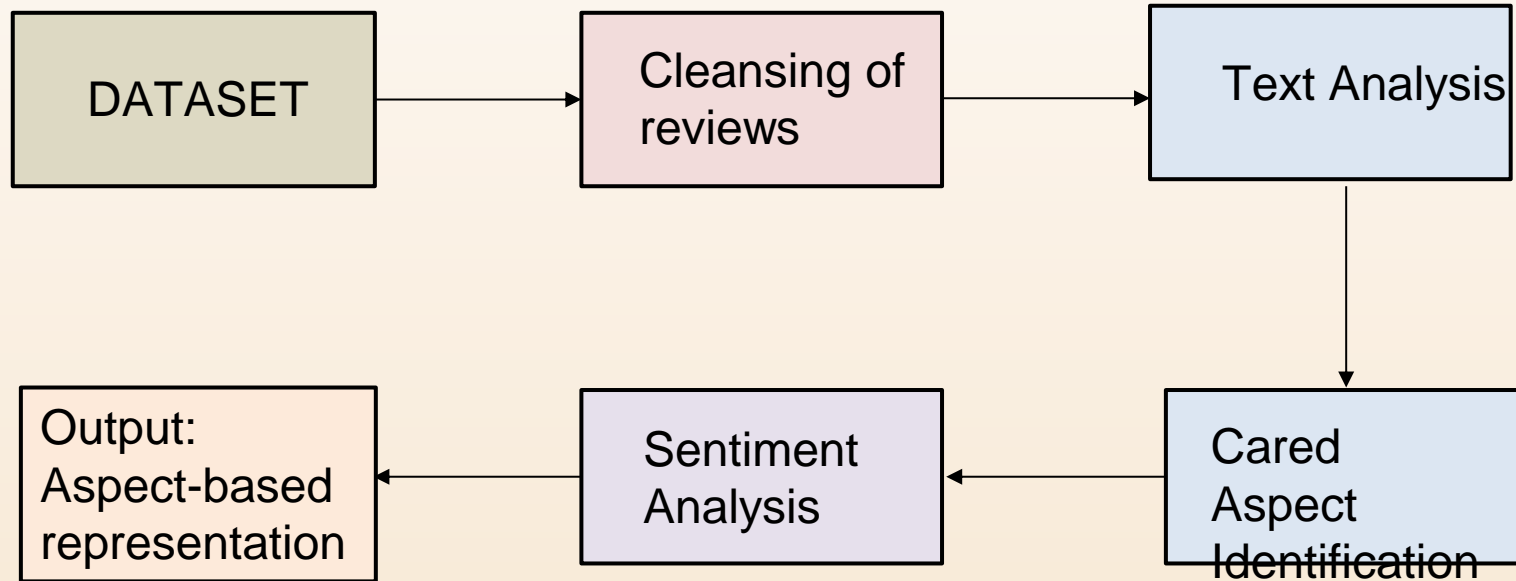 DATASET
Cleansing of
reviews
Text Analysis
Cared
Aspect
Identification
Sentiment
Analysis
Output:
Aspect-based
representation